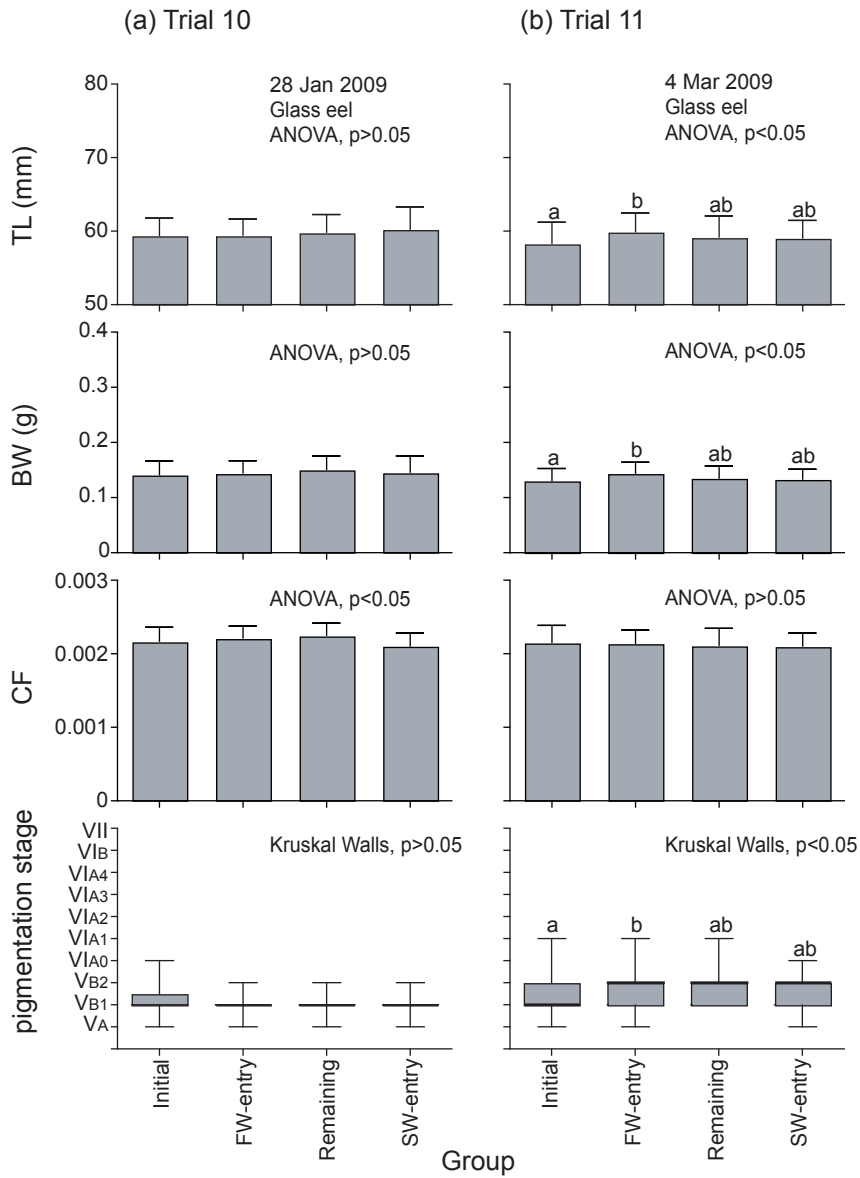 (a) Trial 10
(b) Trial 11
TL (mm)
80
70
60
50
28 Jan 2009
Glass eel
ANOVA, p>0.05
4 Mar 2009
Glass eel
ANOVA, p<0.05
a
b
ab
ab
BW (g)
0.4
0.3
0.2
0.1
0
ANOVA, p>0.05
ANOVA, p<0.05
a
b
ab
ab
CF
0.003
0.002
0.001
0
ANOVA, p<0.05
ANOVA, p>0.05
pigmentation stage
VII
VIB
VIA4
VIA3
VIA2
VIA1
VIA0
VB2
VB1
VA
Kruskal Walls, p>0.05
Kruskal Walls, p<0.05
a
b
ab
ab
Initial
FW-entry
Remaining
SW-entry
Initial
FW-entry
Remaining
SW-entry
Group